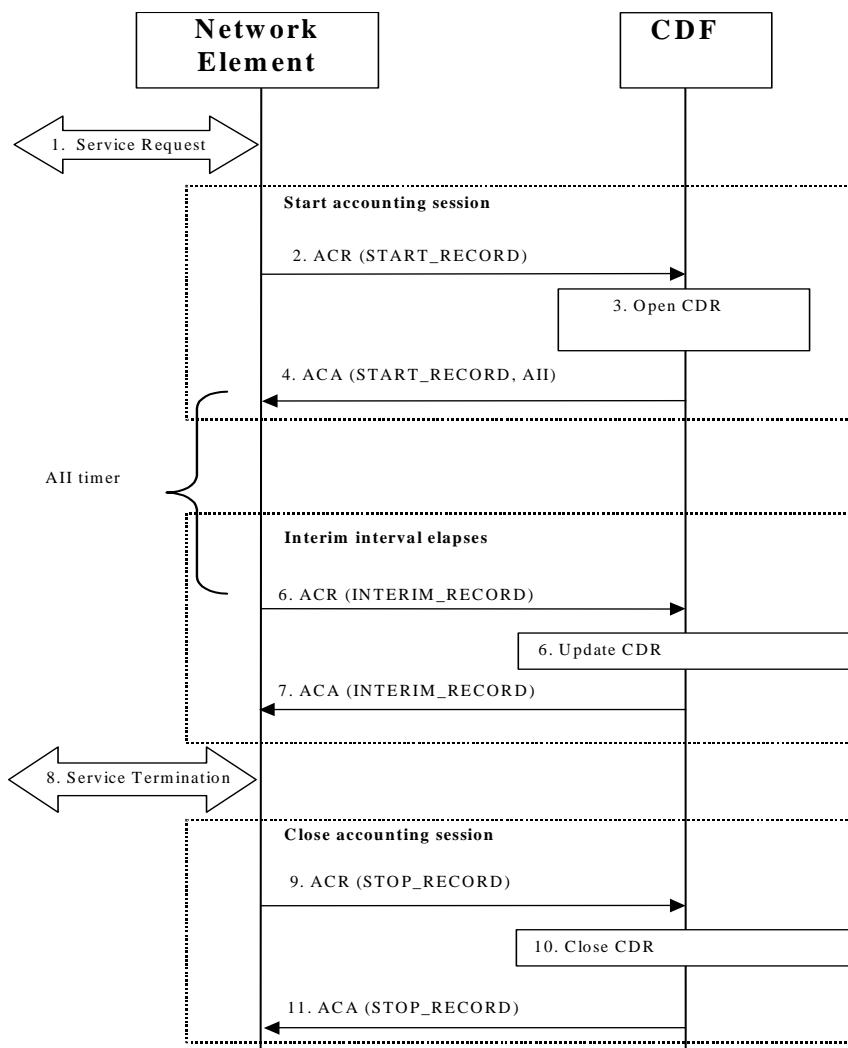 Network
Element
CDF
1. Service Request
Start accounting session
2. ACR (START_RECORD)
3. Open CDR
4. ACA (START_RECORD, AII)
AII timer
Interim interval elapses
6. ACR (INTERIM_RECORD)
6. Update CDR
7. ACA (INTERIM_RECORD)
8. Service Termination
Close accounting session
9. ACR (STOP_RECORD)
10. Close CDR
11. ACA (STOP_RECORD)